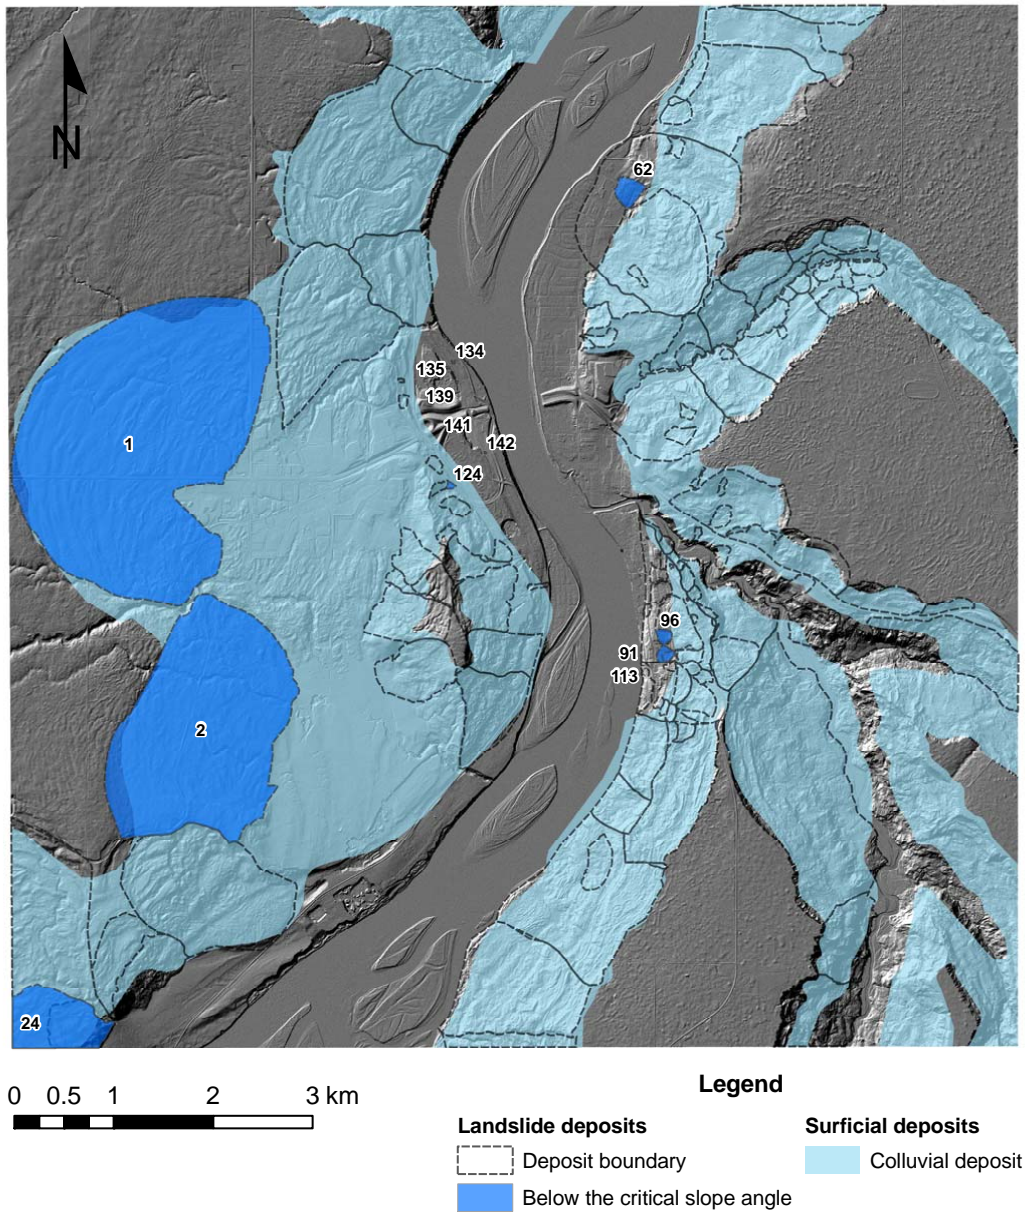 N
62
134
135
139
1
141
142
124
96
91
113
2
24
0 0.5 1 2 3 km
Legend
Landslide deposits
Deposit boundary
Below the critical slope angle
Surficial deposits
Colluvial deposit